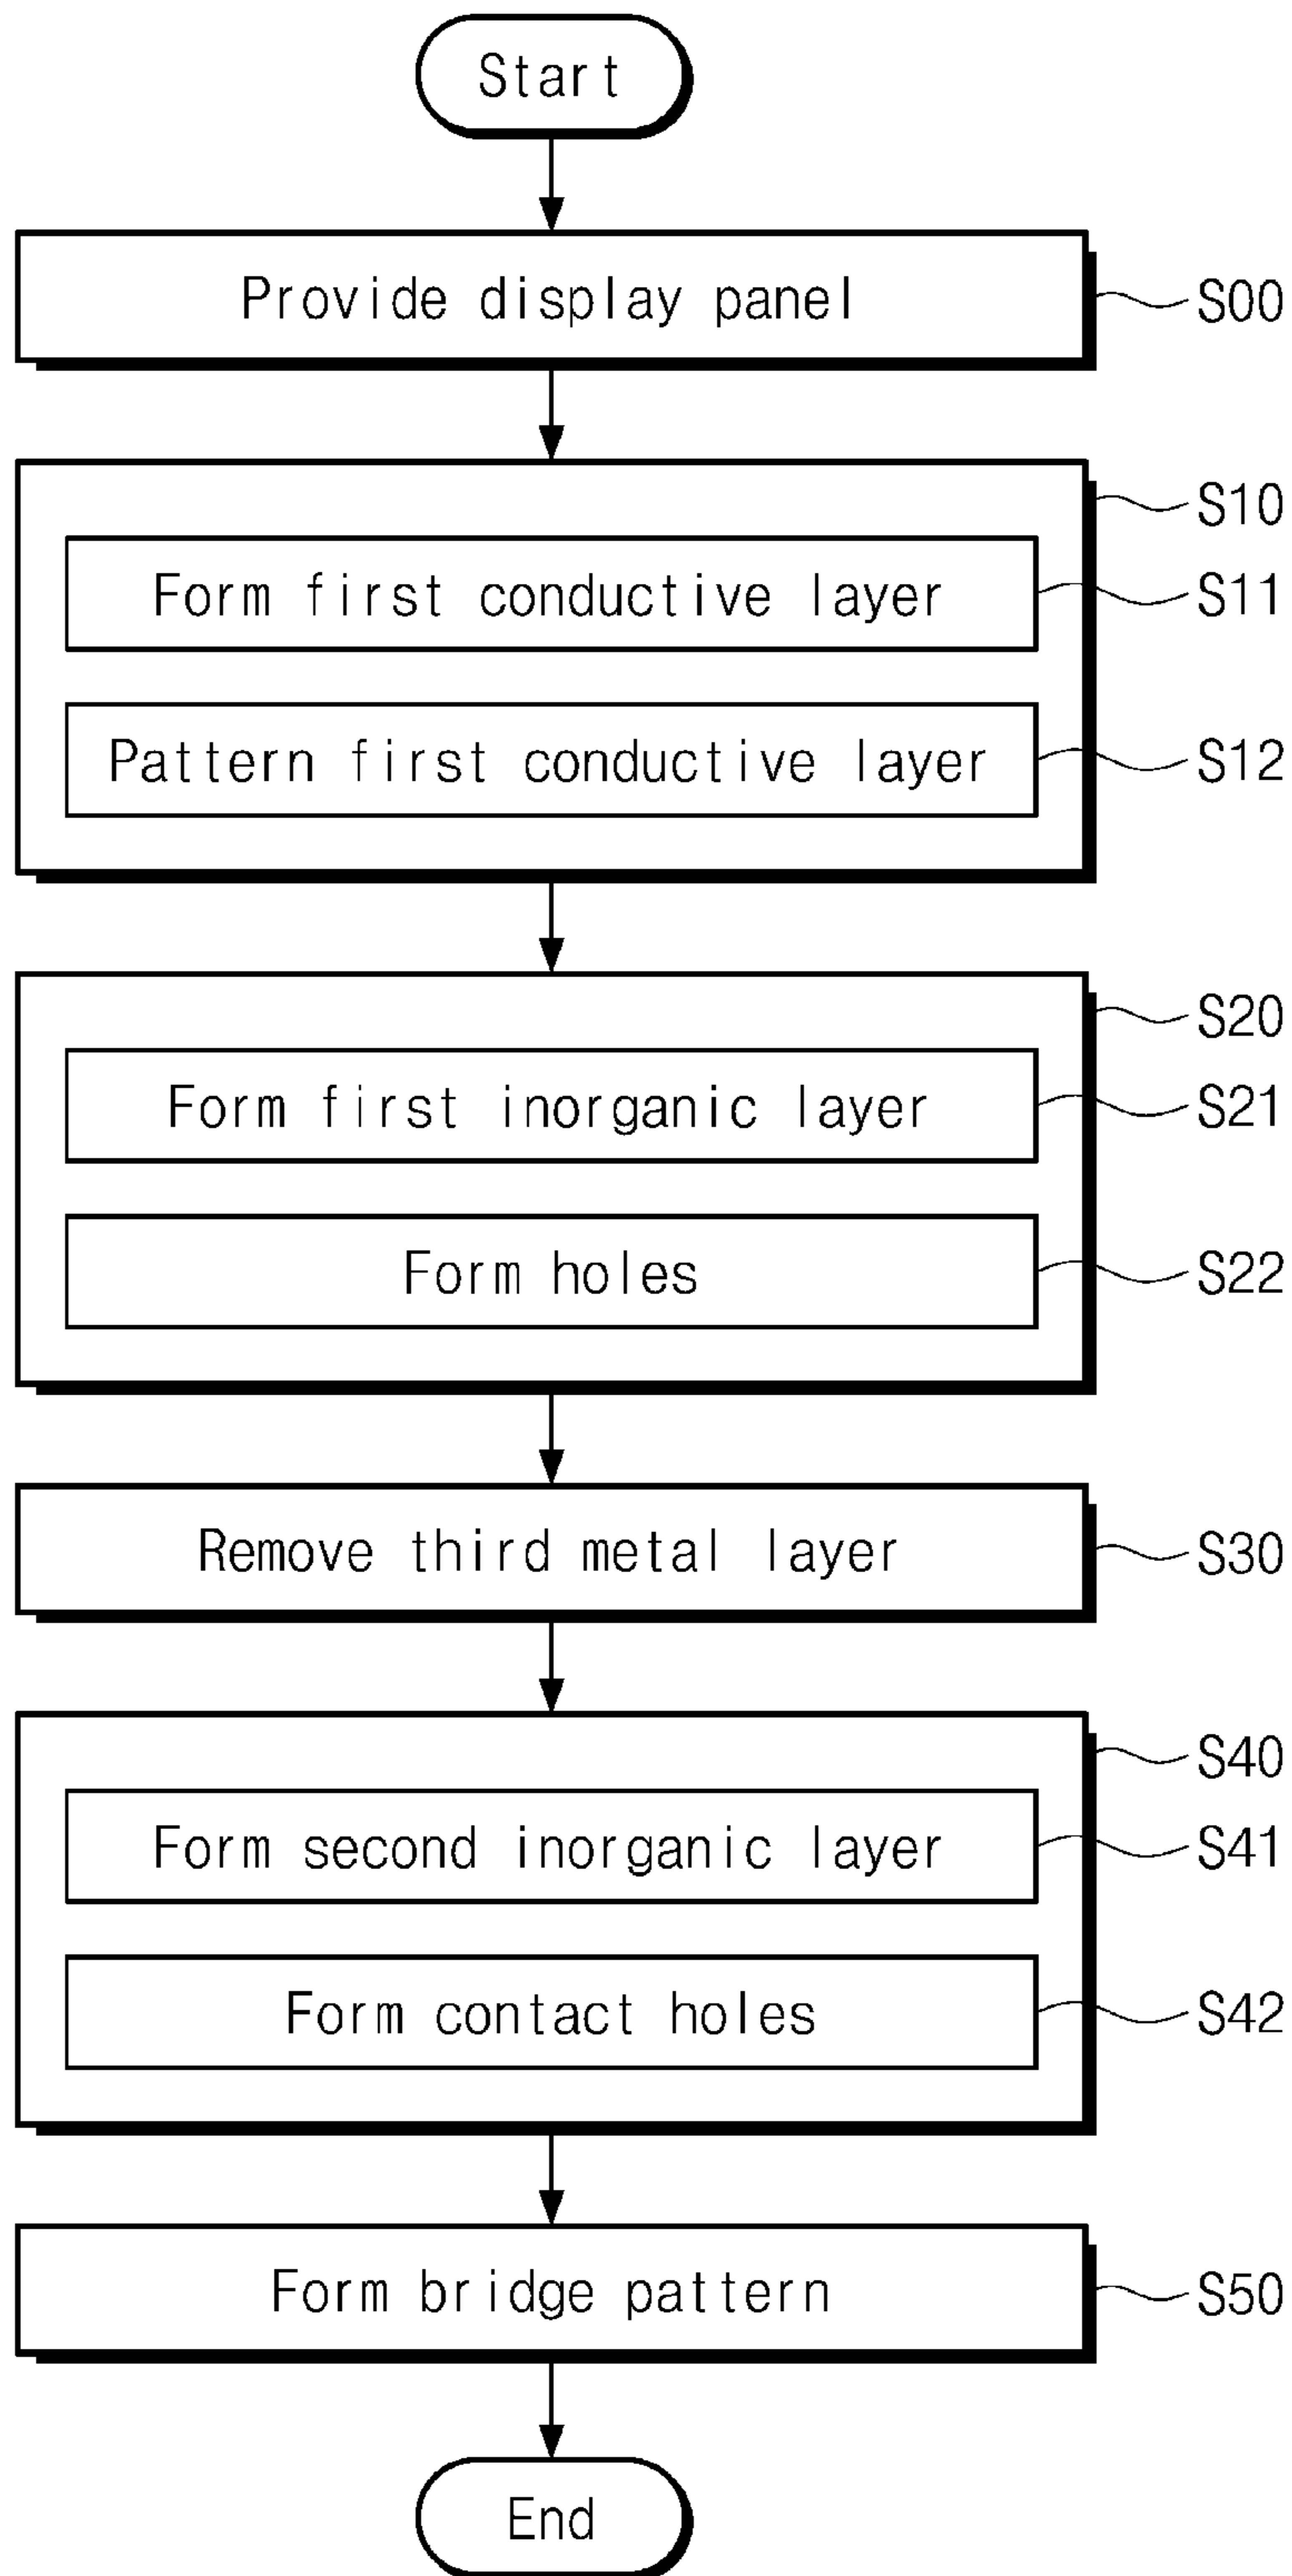 Start
Provide display panel
S00
S10
Form first conductive layer
S11
Pattern first conductive layer
S12
S20
Form first inorganic layer
S21
Form holes
S22
Remove third metal layer
S30
S40
Form second inorganic layer
S41
Form contact holes
S42
Form bridge pattern
S50
End